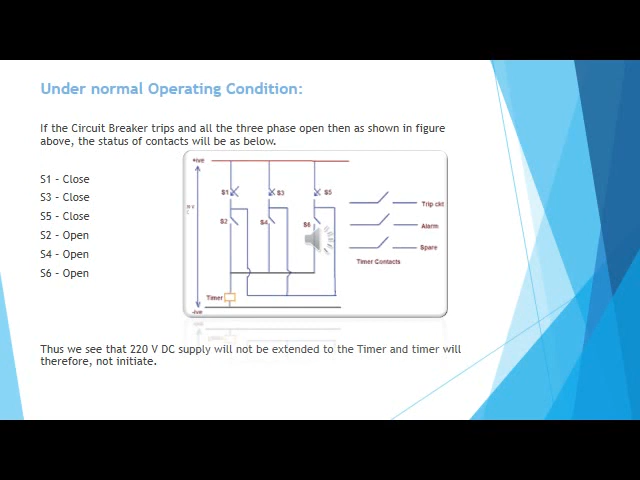 Under normal Operating Condition:
If the Circuit Breaker trips and all the three phase open then as shown in figure
above, the status of contacts will be as below.
S1 - Close
S3 - Close
S5 - Close
S2 - Open
S4 - Open
S6 - Open
+ive
S1
S3
S5
S2
S4
S6
Trip ckt
Alarm
Spare
Timer Contacts
Timer
-ive
Thus we see that 220 V DC supply will not be extended to the Timer and timer will
therefore, not initiate.